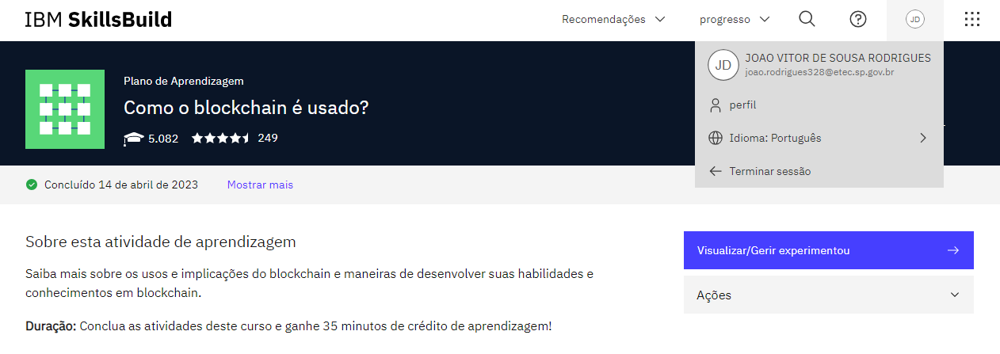 IBM SkillsBuild
Recomendações
progresso
JD
JD
JOAO VITOR DE SOUSA RODRIGUES
joao.rodrigues328@etec.sp.gov.br
perfil
Idioma: Português
Terminar sessão
Plano de Aprendizagem
Como o blockchain é usado?
5.082 249
Concluído 14 de abril de 2023 Mostrar mais
Sobre esta atividade de aprendizagem
Saiba mais sobre os usos e implicações do blockchain e maneiras de desenvolver suas habilidades e
conhecimentos em blockchain.
Duração: Conclua as atividades deste curso e ganhe 35 minutos de crédito de aprendizagem!
Visualizar/Gerir experimentou
Ações